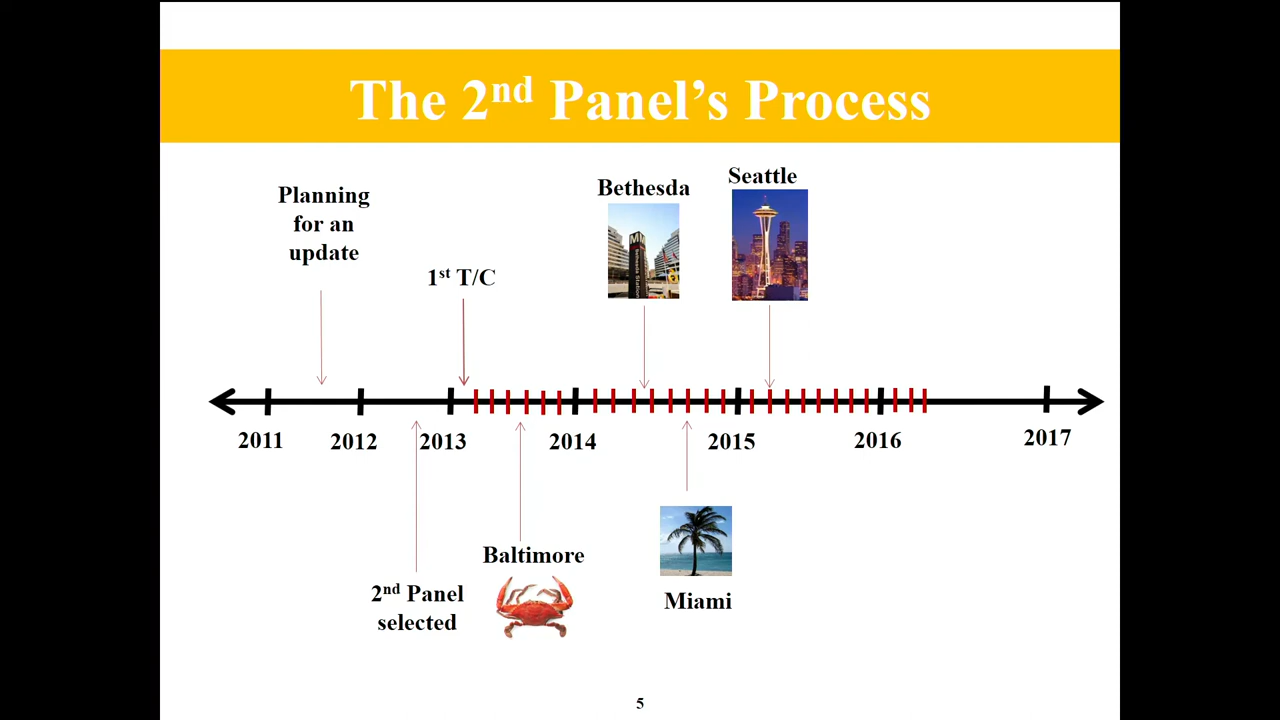 The 2nd Panel’s Process
Planning
for an
update
1st T/C
Bethesda
Seattle
2011
2012
2013
2014
2015
2016
2017
2nd Panel
selected
Baltimore
Miami
5